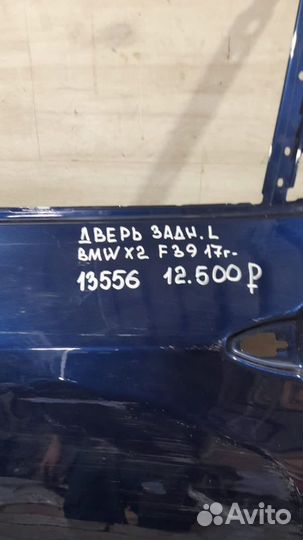 ДВЕРЬ ЗАДН. L
BMW X2 F39 17г-
13556 12.500 ₽
Avito